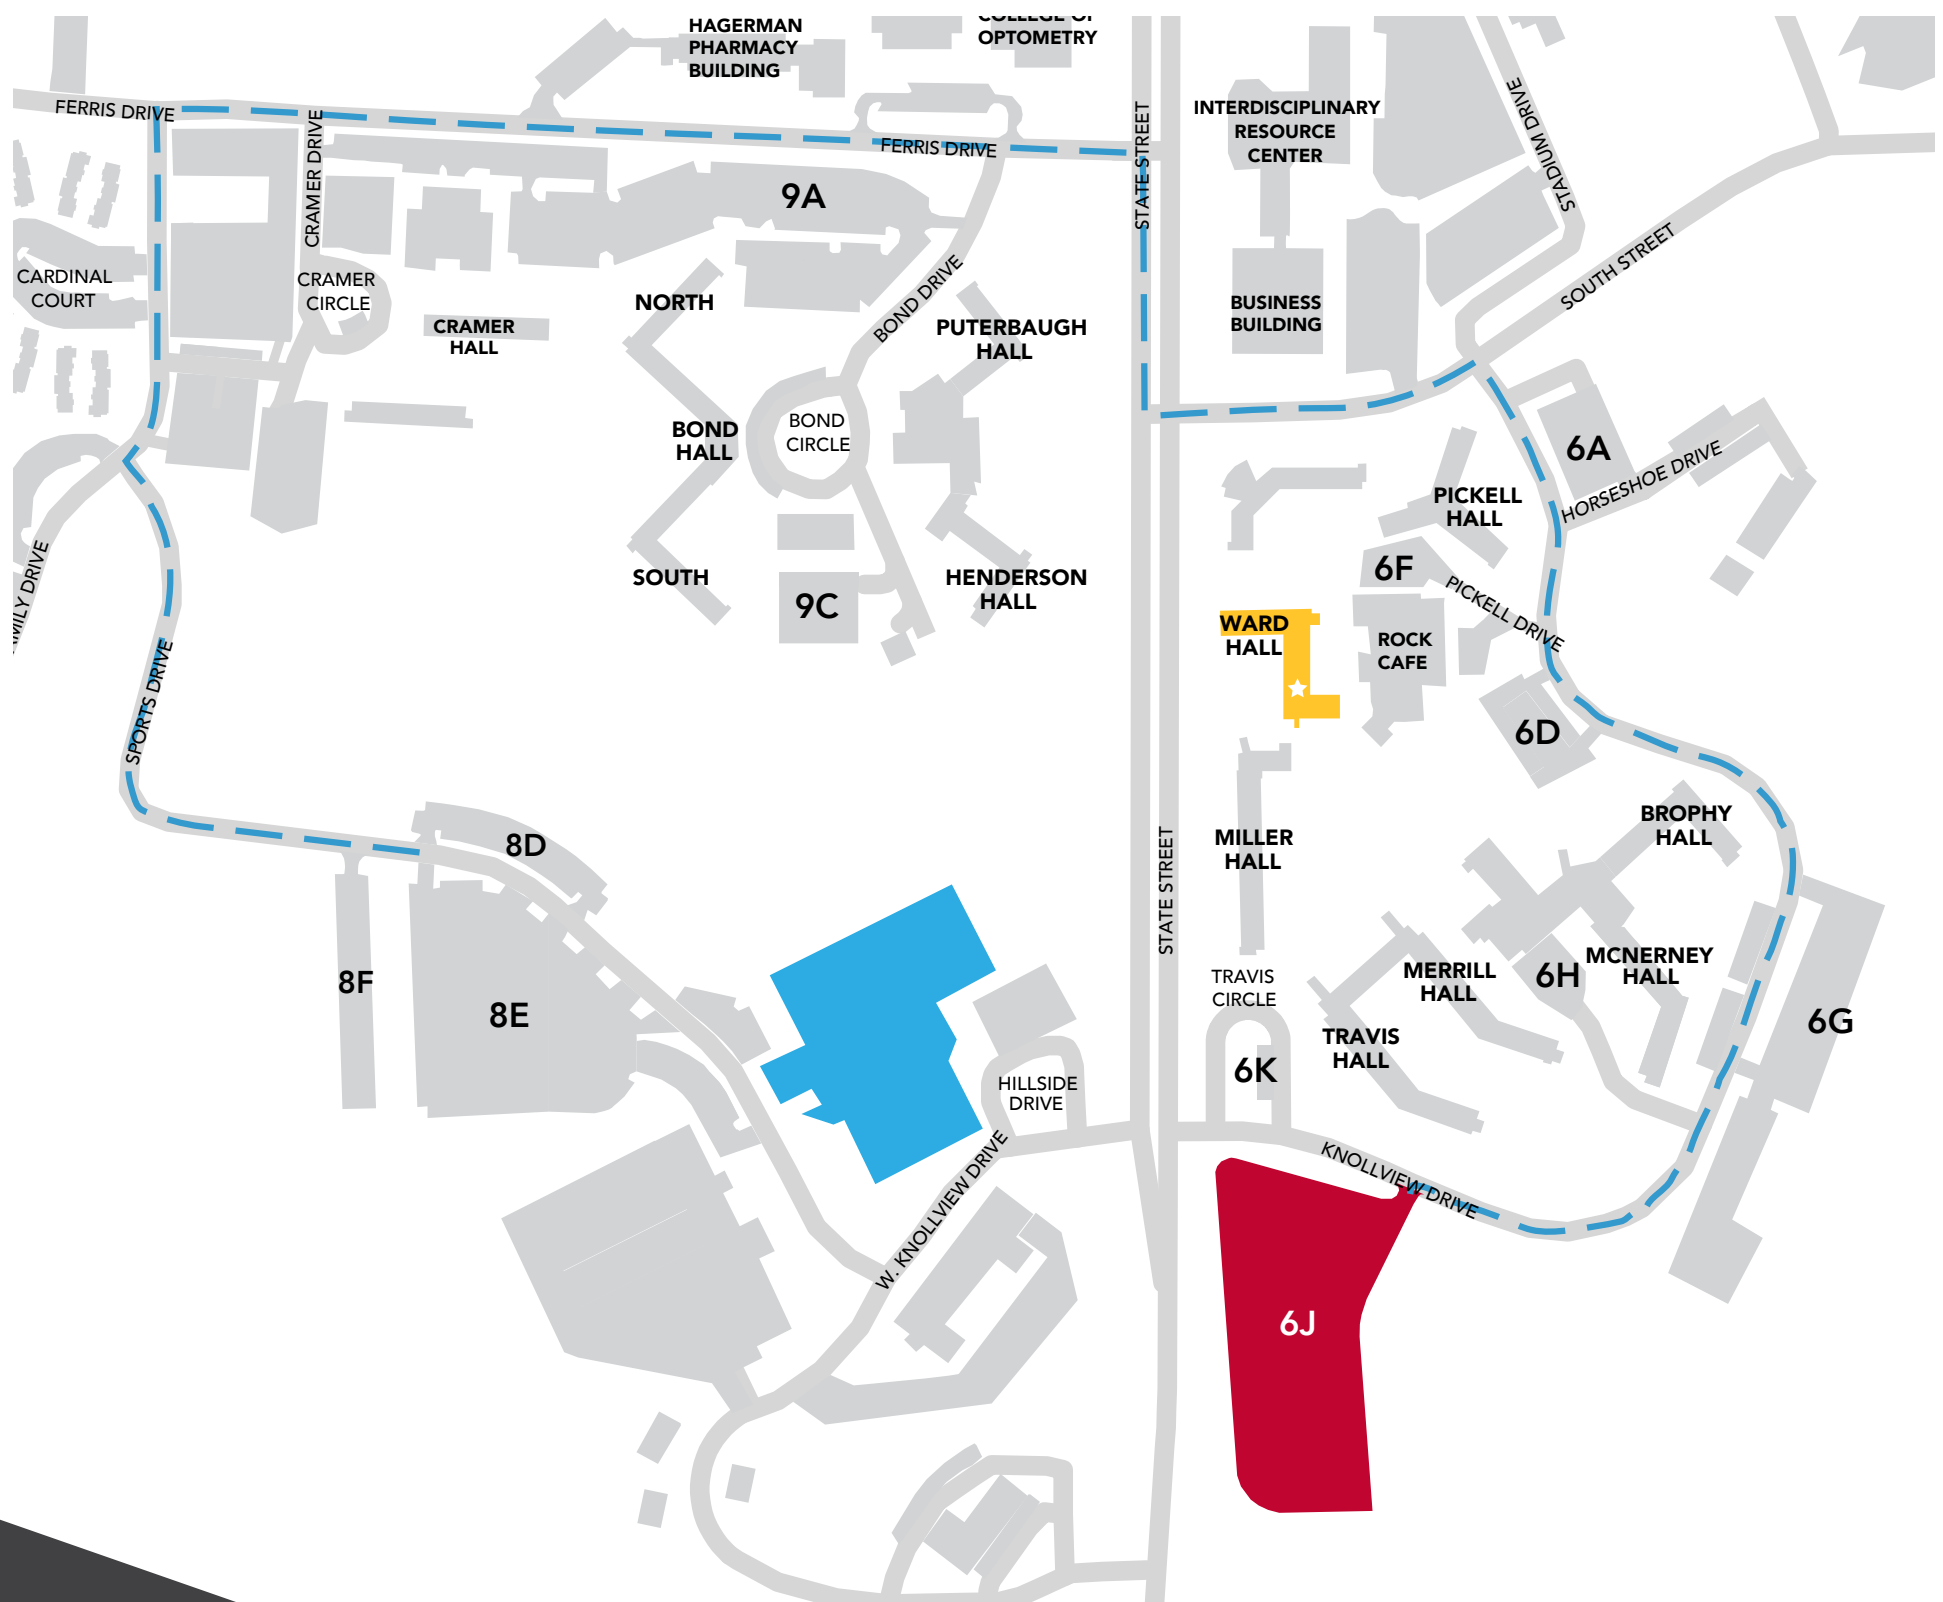 HAGERMAN
PHARMACY
BUILDING
COLLEGE OF
OPTOMETRY
FERRIS DRIVE
CRAMER DRIVE
FERRIS DRIVE
STATE STREET
INTERDISCIPLINARY
RESOURCE
CENTER
STADIUM DRIVE
9A
CARDINAL
COURT
CRAMER
CIRCLE
CRAMER
HALL
NORTH
BOND DRIVE
PUTERBAUGH
HALL
BUSINESS
BUILDING
SOUTH STREET
BOND
HALL
BOND
CIRCLE
6A
HORSESHOE DRIVE
PICKELL
HALL
SOUTH
9C
HENDERSON
HALL
6F
PICKELL DRIVE
WARD
HALL
ROCK
CAFE
AMILY DRIVE
SPORTS DRIVE
6D
8D
MILLER
HALL
BROPHY
HALL
STATE STREET
8F
8E
TRAVIS
CIRCLE
MERRILL
HALL
6H
MCNERNEY
HALL
6G
TRAVIS
HALL
6K
HILLSIDE
DRIVE
KNOLLVIEW DRIVE
W. KNOLLVIEW DRIVE
6J